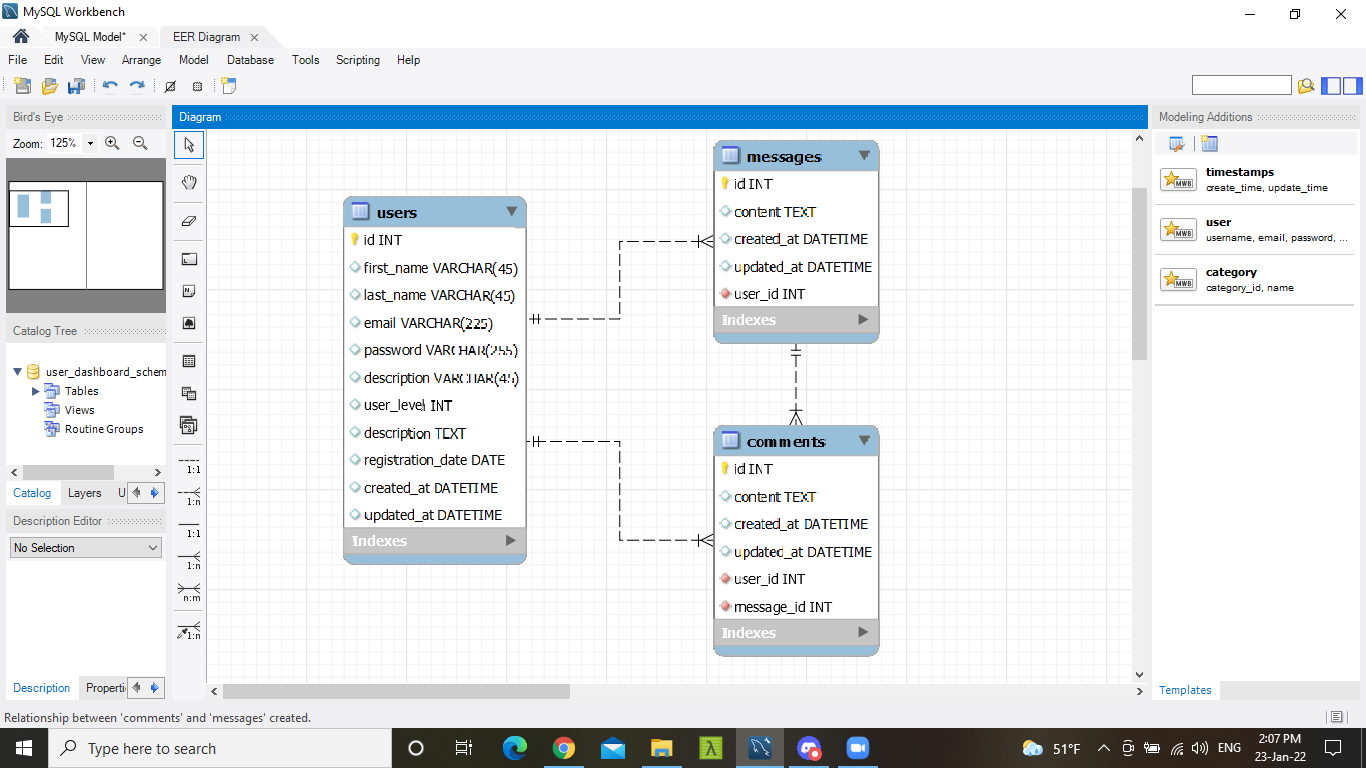 MySQL Workbench
MySQL Model*
EER Diagram
File Edit View Arrange Model Database Tools Scripting Help
Bird's Eye
Zoom: 125%
Catalog Tree
user_dashboard_schem
Tables
Views
Routine Groups
Catalog Layers U
Description Editor
No Selection
Description Properti
1:1
1:n
1:1
1:n
n:m
1:n
Diagram
users
id INT
first_name VARCHAR(45)
last_name VARCHAR(45)
email VARCHAR(225)
password VARCHAR(255)
description VARCHAR(45)
user_level INT
description TEXT
registration_date DATE
created_at DATETIME
updated_at DATETIME
Indexes
messages
id INT
content TEXT
created_at DATETIME
updated_at DATETIME
user_id INT
Indexes
comments
id INT
content TEXT
created_at DATETIME
updated_at DATETIME
user_id INT
message_id INT
Indexes
Modeling Additions
timestamps
create_time, update_time
user
username, email, password, ...
category
category_id, name
Templates
Relationship between 'comments' and 'messages' created.
Type here to search
51°F
ENG
2:07 PM
23-Jan-22